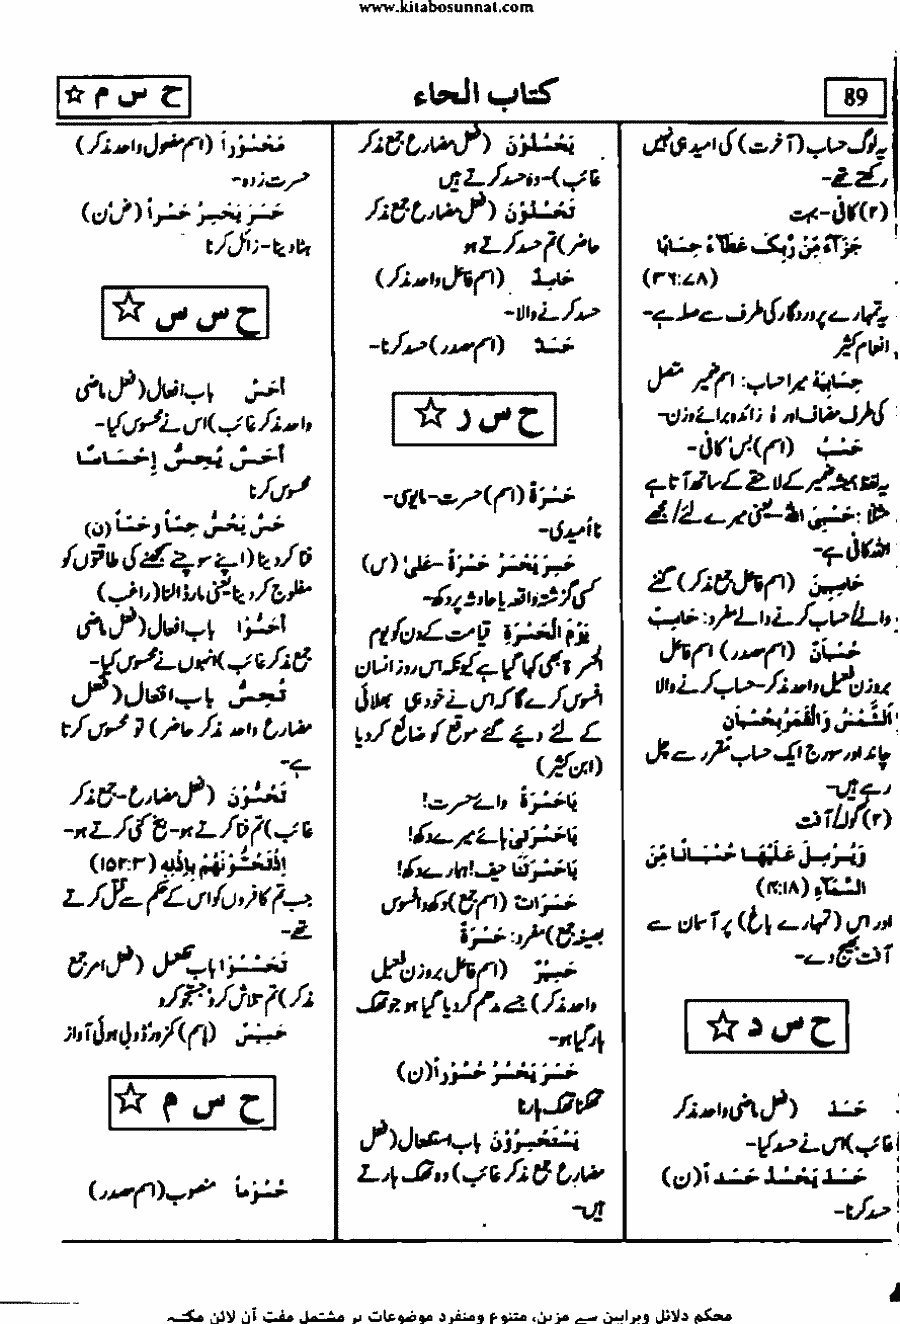 www.kitabosunnat.com
89
كتاب الحاء
ح س م ☆
یہ لوگ حساب (آخرت) کی امید ہی نہیں
رکھتے تھے-
(۲) کافی - بہت
جَزَآءً مِّنْ رَّبِّکَ عَطَآءً حِسَابًا
(۳۶:۷۸)
یہ تمہارے پروردگار کی طرف سے صلہ ہے-
انعام کثیر
حِسَابِيَهْ میرا حساب: اسم ضمیر متصل
کی طرف مضاف اور ہ زائد و برائے وزن-
حَسْبُ (اسم) بس کافی-
یہ لفظ ہمیشہ ضمیر کے لاحقے کے ساتھ آتا ہے
مثلاً: حَسْبِيَ اللهُ - یعنی میرے لئے/مجھے
اللہ کافی ہے-
حَاسِبِينَ (اسم فاعل جمع مذکر) گننے
والے/حساب کرنے والے مفرد: حَاسِبٌ
حُسْبَانٌ (اسم مصدر) اسم فاعل
بروزن فعیل واحد مذکر - حساب کرنے والا
اَلشَّمْسُ وَالْقَمَرُ بِحُسْبَانٍ
چاند اور سورج ایک حساب مقرر سے چل
رہے ہیں-
(۲) گولہ/آفت
وَيُرْسِلَ عَلَيْهَا حُسْبَانًا مِّنَ
السَّمَآءِ (۱۸:۴۰)
اور اس (تمہارے باغ) پر آسمان سے
آفت بھیج دے-
ح س د ☆
حَسَدَ (فعل ماضی واحد مذکر
غائب) اس نے حسد کیا-
حَسَدَ يَحْسُدُ حَسَدًا (ن)
حسد کرنا-
يَحْسُدُوْنَ (فعل مضارع جمع مذکر
غائب) - وہ حسد کرتے ہیں
تَحْسُدُوْنَ (فعل مضارع جمع مذکر
حاضر) تم حسد کرتے ہو
حَاسِدٌ (اسم فاعل واحد مذکر)
حسد کرنے والا-
حَسَدٌ (اسم مصدر) حسد کرنا-
ح س ر ☆
حَسْرَةٌ (اسم) حسرت - مایوسی-
نا اُمیدی-
حَسِرَ يَحْسَرُ حَسْرَةً - عَلىٰ (س)
کسی گزشتہ واقعہ یا حادثہ پر دکھ-
يَوْمَ الْحَسْرَةِ قیامت کے دن کو یوم
الحسرۃ بھی کہا گیا ہے کیونکہ اس روز انسان
افسوس کرے گا کہ اس نے خود ہی بھلائی
کے لئے دیئے گئے موقع کو ضائع کر دیا
(ابن کثیر)
يَاحَسْرَةً وائے حسرت!
يَاحَسْرَتىٰ ہائے میرے دکھ!
يَاحَسْرَتَنَا حیف! ہمارے دکھ!
حَسَرَاتٌ (اسم جمع) دکھ و افسوس
بصیغہ جمع) مفرد: حَسْرَةٌ
حَسِيْرٌ (اسم فاعل بروزن فعیل
واحد مذکر) جسے مدھم کر دیا گیا ہو جو تھک
ہار گیا ہو-
حَسَرَ يَحْسُرُ حُسُوْرًا (ن)
تھکنا تھک ہارنا
يَسْتَحْسِرُوْنَ باب استفعال (فعل
مضارع جمع مذکر غائب) وہ تھک ہارتے
ہیں-
مَحْسُوْرًا (اسم مفعول واحد مذکر)
حسرت زدہ-
حَسَرَ يَحْسِرُ حَسْرًا (ض'ن)
ہٹا دینا - زائل کرنا
ح س س ☆
اَحَسَّ باب افعال (فعل ماضی
واحد مذکر غائب) اس نے محسوس کیا-
اَحَسَّ يُحِسُّ اِحْسَاسًا
محسوس کرنا
حَسَّ يَحُسُّ حِسًّا وَحَسًّا (ن)
فنا کر دینا (اپنے سوچنے سمجھنے کی طاقتوں کو
مفلوج کر دینا - یعنی مار ڈالنا (راغب)
اَحَسُّوْا باب افعال (فعل ماضی
جمع مذکر غائب) انہوں نے محسوس کیا-
تُحِسُّ باب افعال (فعل
مضارع واحد مذکر حاضر) تو محسوس کرتا
ہے-
تَحُسُّوْنَ (فعل مضارع - جمع مذکر
غائب) تم فنا کرتے ہو - بیخ کنی کرتے ہو-
اِذْ تَحُسُّوْنَهُمْ بِاِذْنِهٖ (۱۵۲:۳)
جب تم کافروں کو اس کے حکم سے قتل کرتے
تھے-
تَحَسَّسُوْا باب تفعل (فعل امر جمع
مذکر) تم تلاش کرو/جستجو کرو
حَسِيْسٌ (اسم) کمزور/دبی ہوئی آواز
ح س م ☆
حُسُوْمًا منصوب (اسم مصدر)
محکم دلائل وبراہین سے مزین، متنوع ومنفرد موضوعات پر مشتمل مفت آن لائن مکتبہ